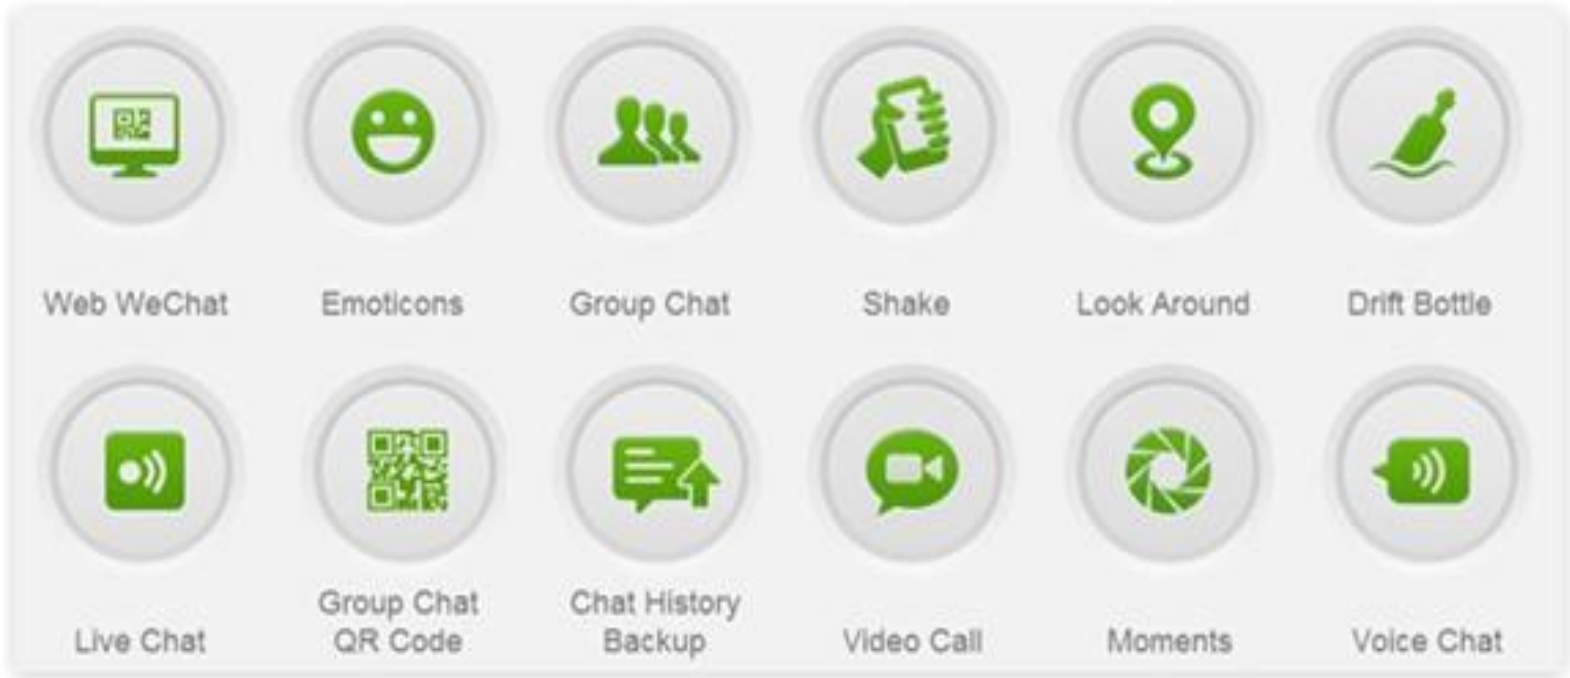 Web WeChat
Emoticons
Group Chat
Shake
Look Around
Drift Bottle
Live Chat
Group Chat
QR Code
Chat History
Backup
Video Call
Moments
Voice Chat